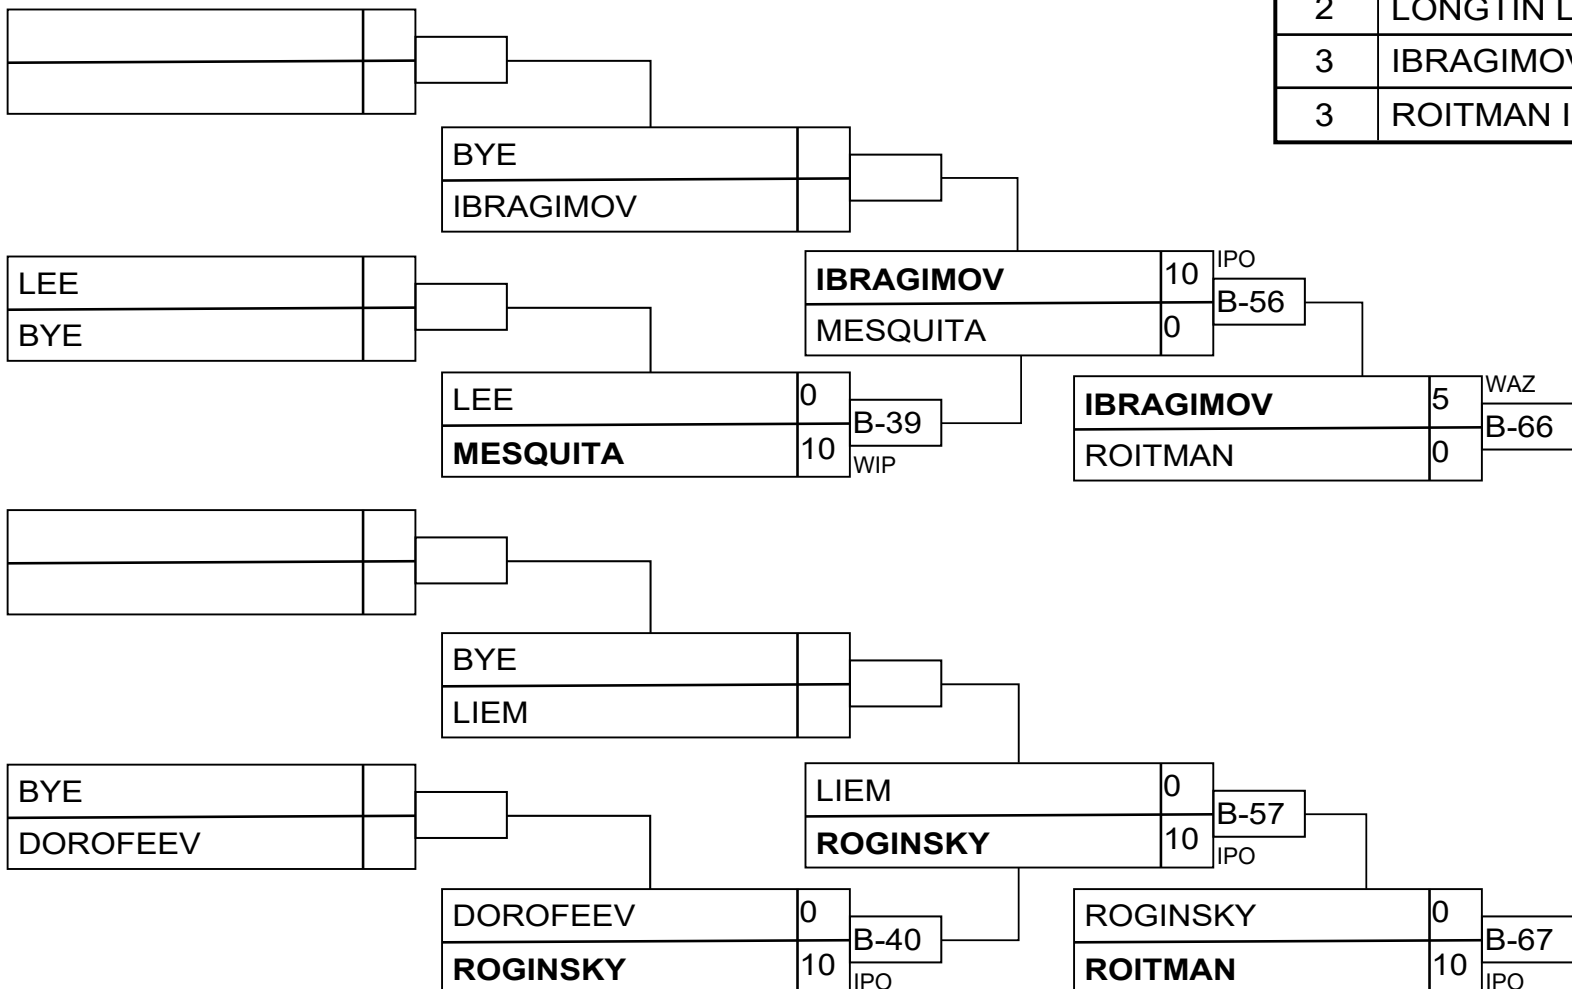 2 LONGTIN L
3 IBRAGIMOV
3 ROITMAN I
BYE
IBRAGIMOV
LEE
BYE
IBRAGIMOV 10 IPO
MESQUITA 0
B-56
LEE 0
MESQUITA 10
B-39
WIP
IBRAGIMOV 5 WAZ
ROITMAN 0
B-66
BYE
LIEM
BYE
DOROFEEV
LIEM 0
ROGINSKY 10
B-57
IPO
DOROFEEV 0
ROGINSKY 10
B-40
IPO
ROGINSKY 0
ROITMAN 10
B-67
IPO